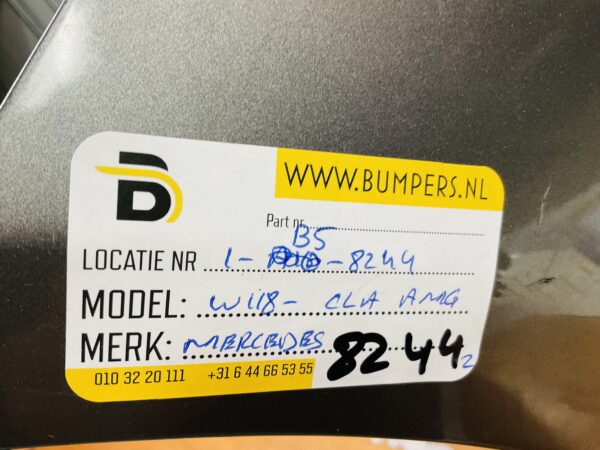 WWW.BUMPERS.NL
Part nr.
B5
LOCATIE NR 1- -8244
MODEL: W118- CLA AMG
MERK: MERCEDES 8244 2
010 32 20 111 +31 6 44 66 53 55